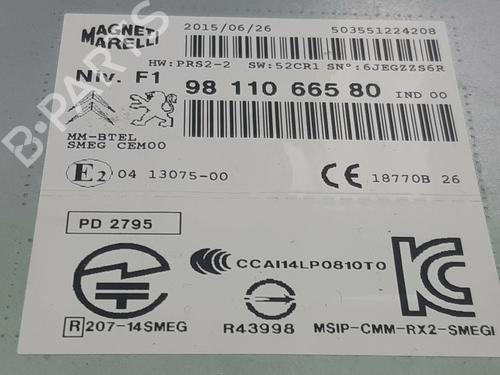 MAGNETI MARELLI
2015/06/26 503551224208
HW:PRS2-2 SW:52CR1 SN°:6JEGZZS6R
Niv. F1
98 110 665 80 IND 00
MM-BTEL
SMEG CEM00
E2 04 13075-00 CE 18770B 26
PD 2795
CCAI14LP0810T0
R 207-14SMEG R43998 MSIP-CMM-RX2-SMEGI
B-PARTS